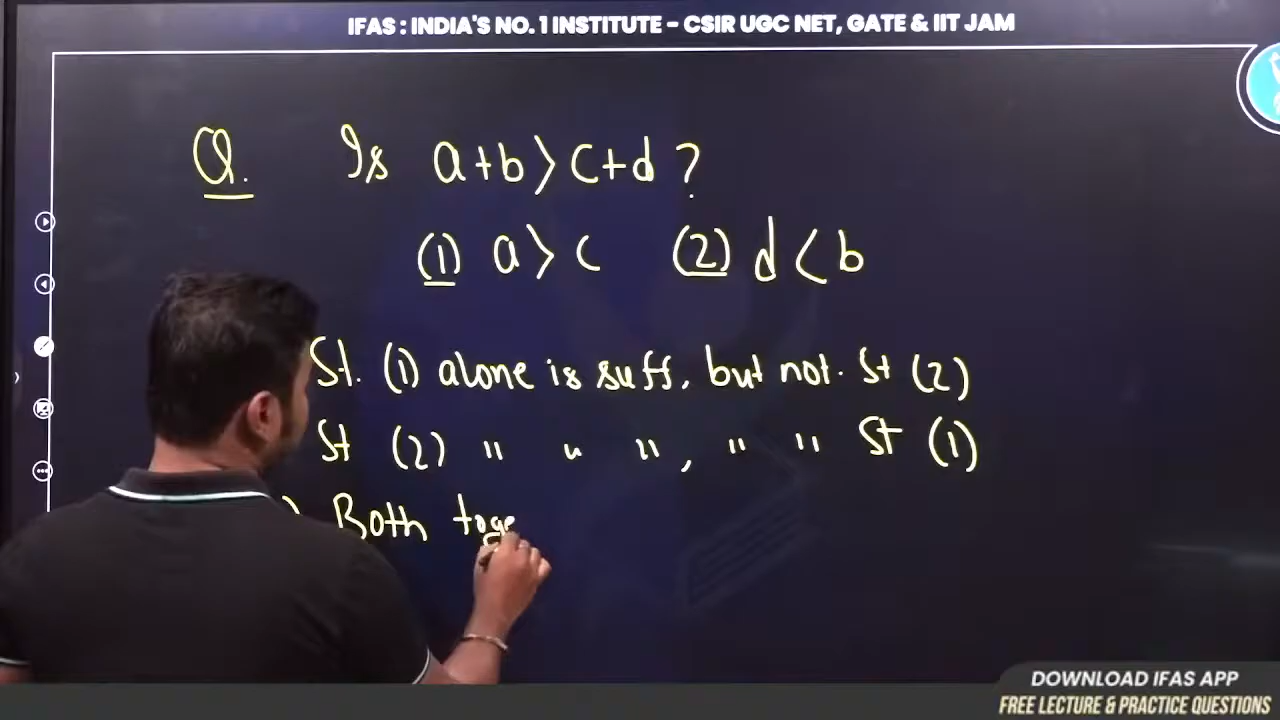 IFAS : INDIA'S NO. 1 INSTITUTE - CSIR UGC NET, GATE & IIT JAM
Q. Is a+b > c+d ?
(1) a > c (2) d < b
St. (1) alone is suff. but not. St (2)
St (2) " " " , " " St (1)
) Both toge
DOWNLOAD IFAS APP
FREE LECTURE & PRACTICE QUESTIONS